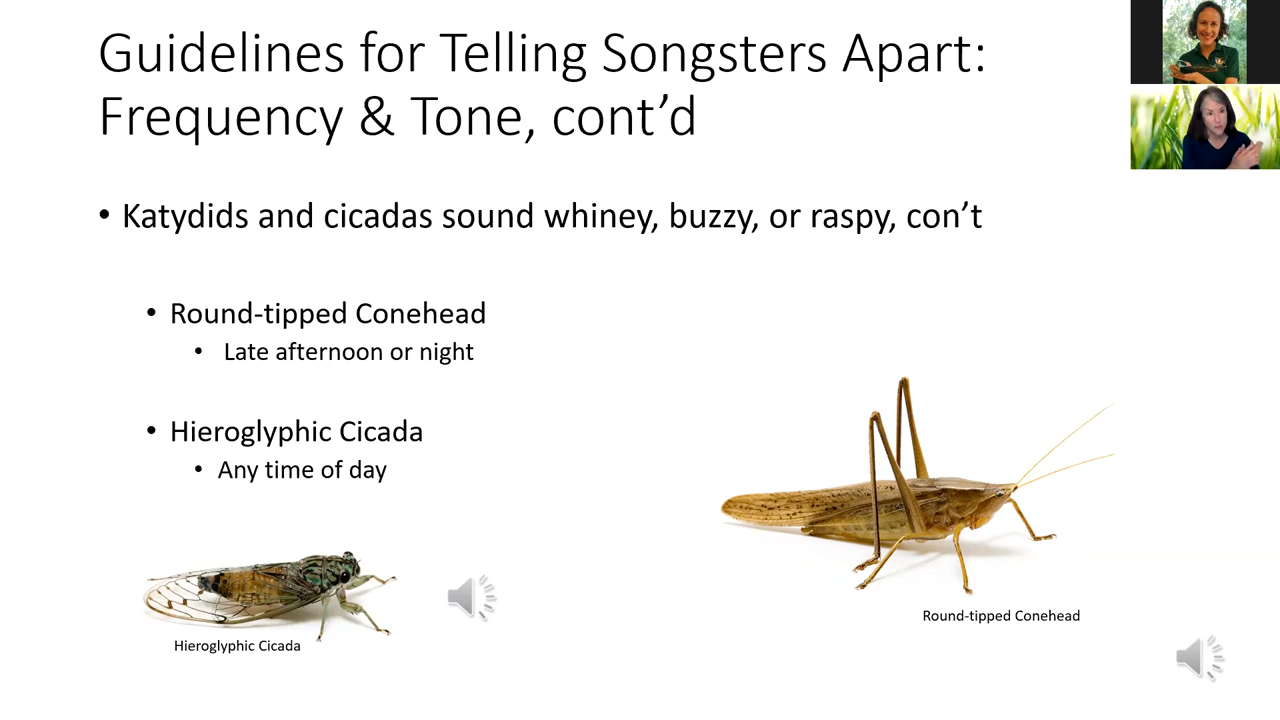 Guidelines for Telling Songsters Apart:
Frequency & Tone, cont’d
• Katydids and cicadas sound whiney, buzzy, or raspy, con’t
• Round-tipped Conehead
• Late afternoon or night
• Hieroglyphic Cicada
• Any time of day
Hieroglyphic Cicada
Round-tipped Conehead